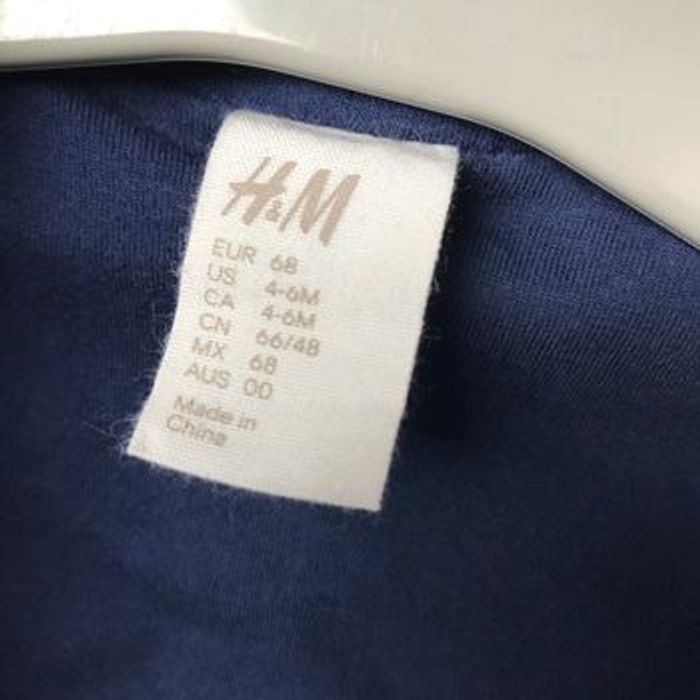 H&M
EUR 68
US 4-6M
CA 4-6M
CN 66/48
MX 68
AUS 00
Made in
China